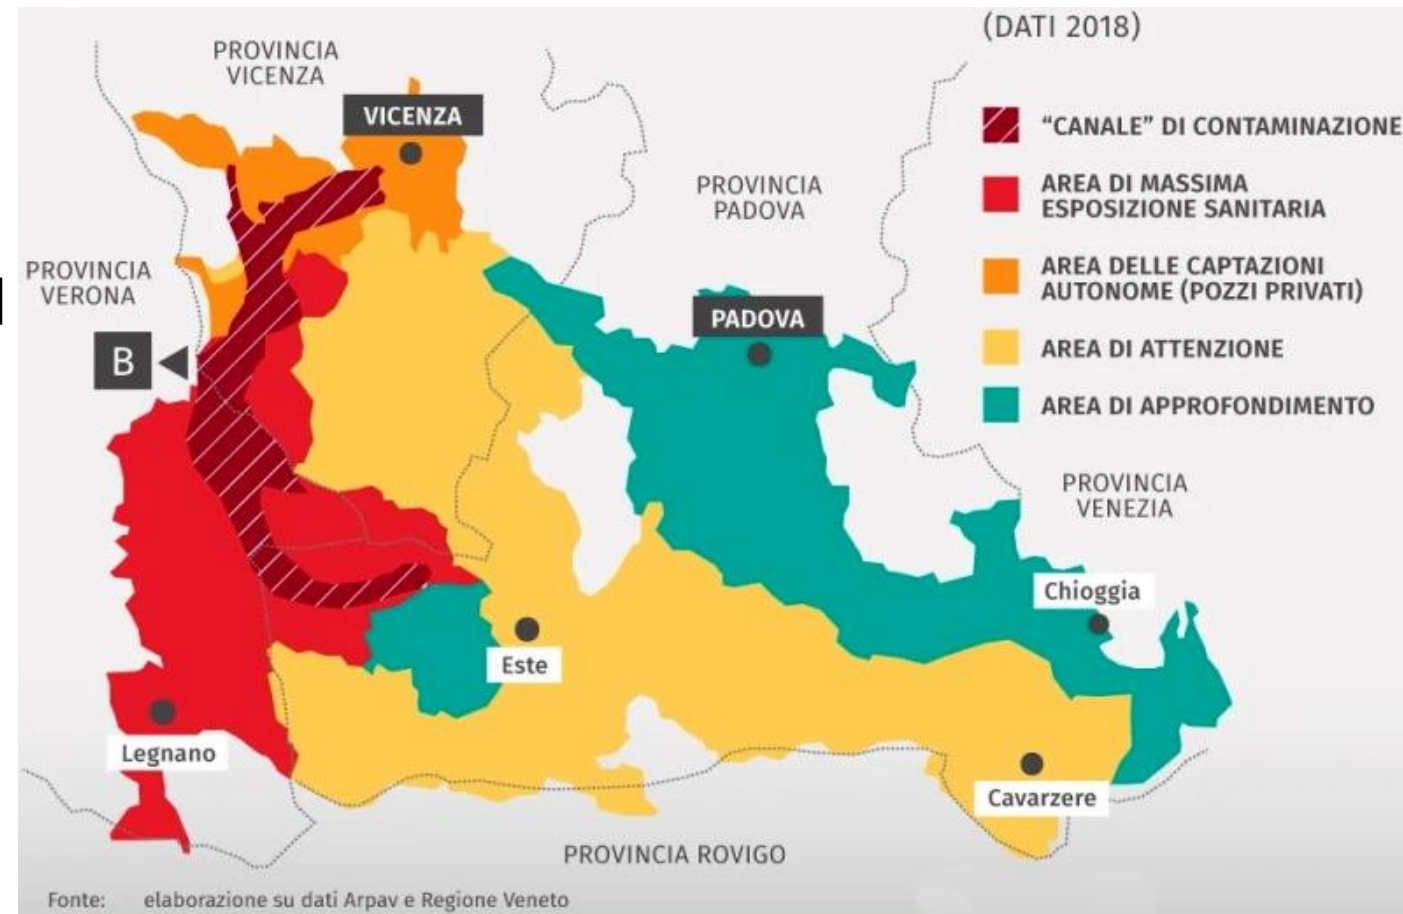 (DATI 2018)
PROVINCIA
VICENZA
VICENZA
"CANALE" DI CONTAMINAZIONE
AREA DI MASSIMA
ESPOSIZIONE SANITARIA
PROVINCIA
PADOVA
AREA DELLE CAPTAZIONI
AUTONOME (POZZI PRIVATI)
PROVINCIA
VERONA
PADOVA
AREA DI ATTENZIONE
B
AREA DI APPROFONDIMENTO
PROVINCIA
VENEZIA
Chioggia
Este
Legnano
Cavarzere
PROVINCIA ROVIGO
Fonte: elaborazione su dati Arpav e Regione Veneto